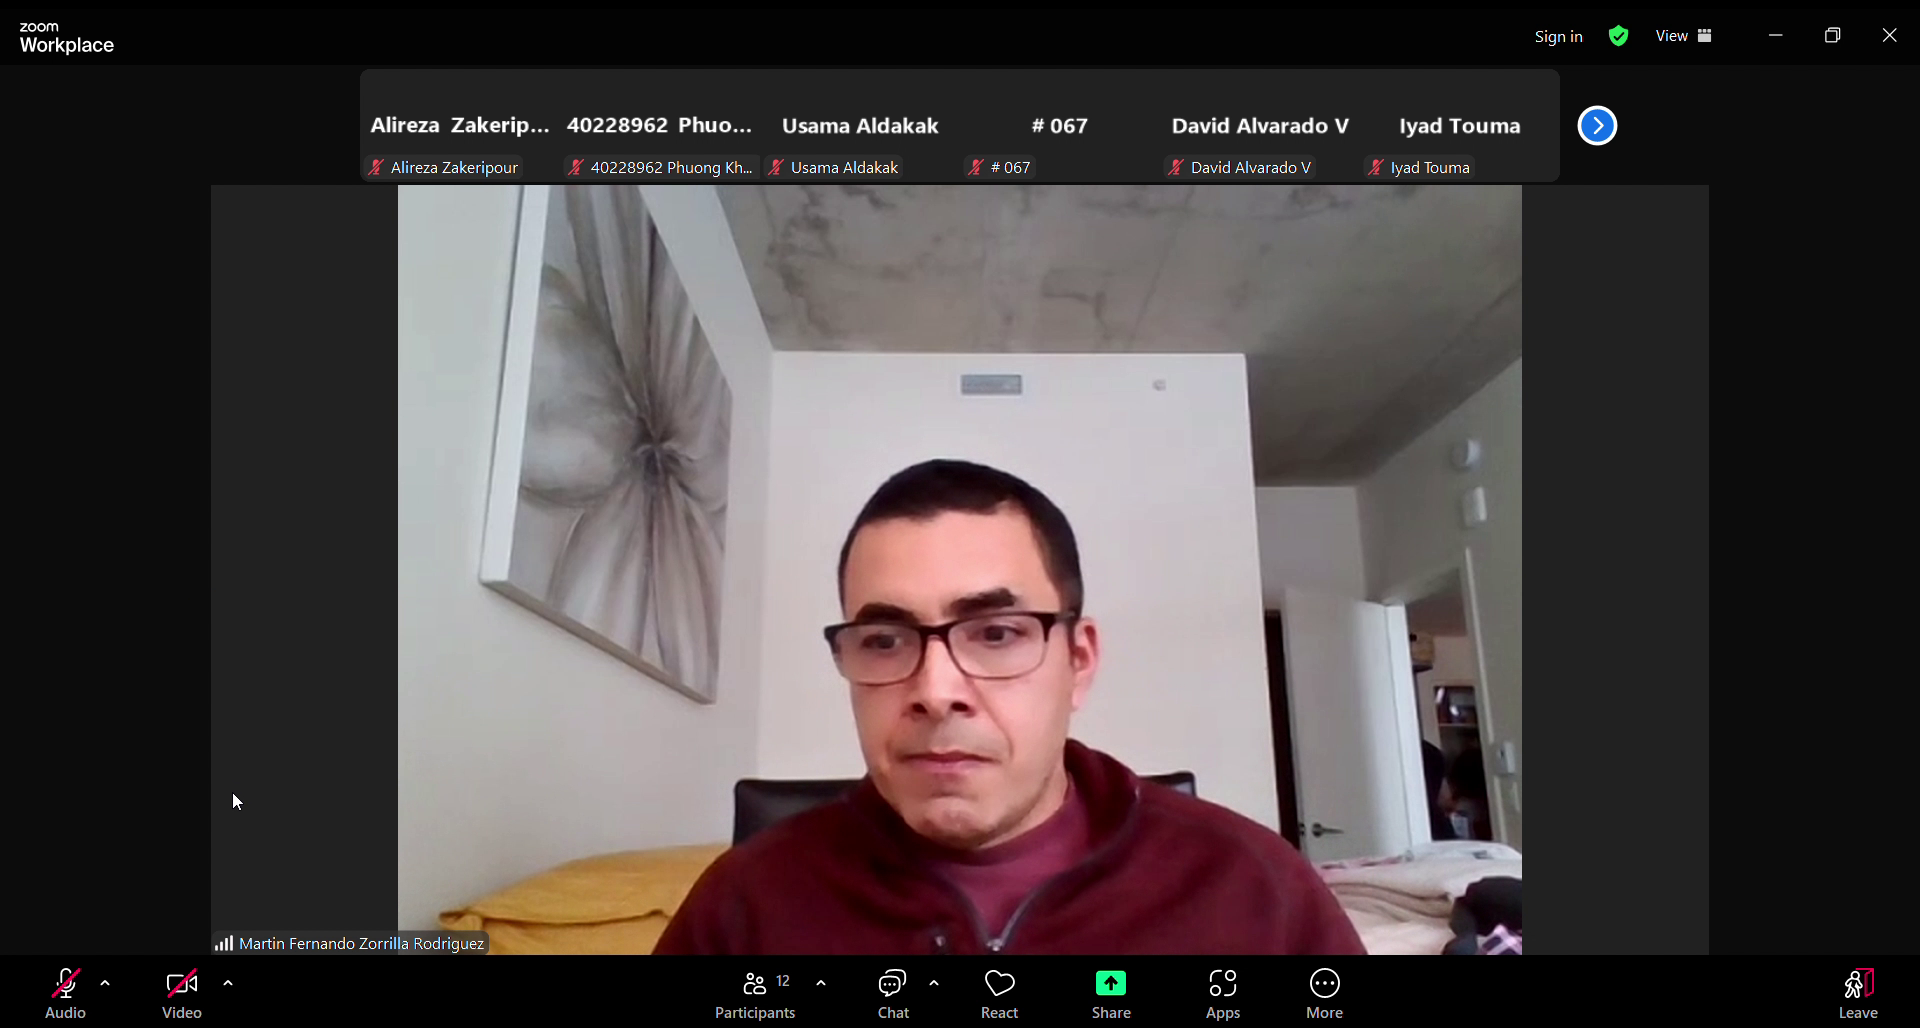 zoom
Workplace
Sign in
View
Alireza Zakerip...
40228962 Phuo...
Usama Aldakak
# 067
David Alvarado V
Iyad Touma
Alireza Zakeripour
40228962 Phuong Kh...
Usama Aldakak
# 067
David Alvarado V
Iyad Touma
Martin Fernando Zorrilla Rodriguez
12
Audio
Video
Participants
Chat
React
Share
Apps
More
Leave